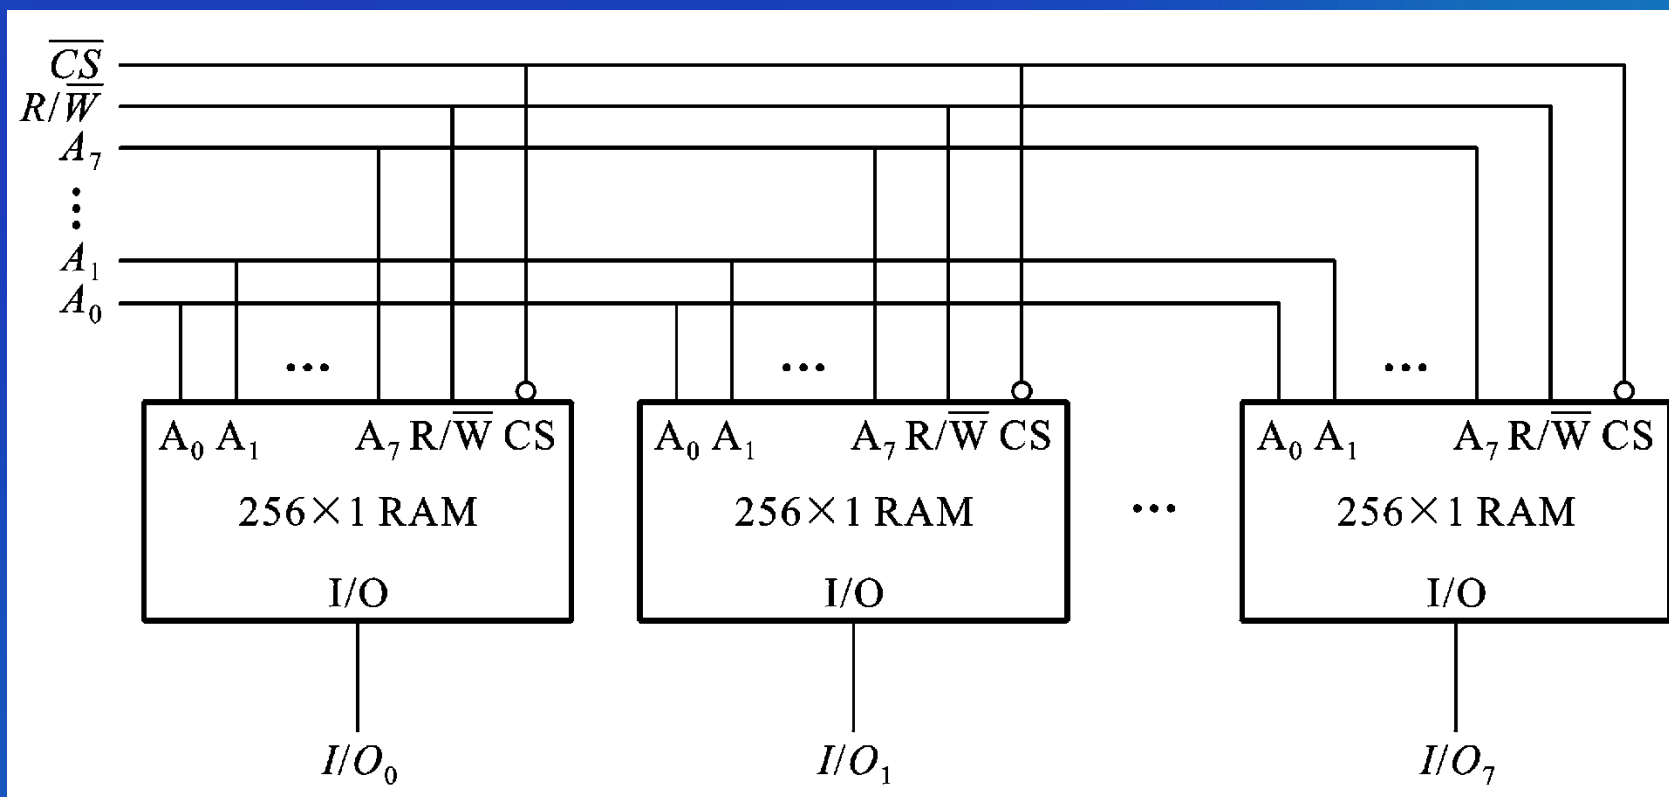 C̅S̅
R/W̅
A₇
⋮
A₁
A₀
... ... ...
A₀ A₁ A₇ R/W̅ CS A₀ A₁ A₇ R/W̅ CS A₀ A₁ A₇ R/W̅ CS
256×1 RAM 256×1 RAM ... 256×1 RAM
I/O I/O I/O
I/O₀ I/O₁ I/O₇